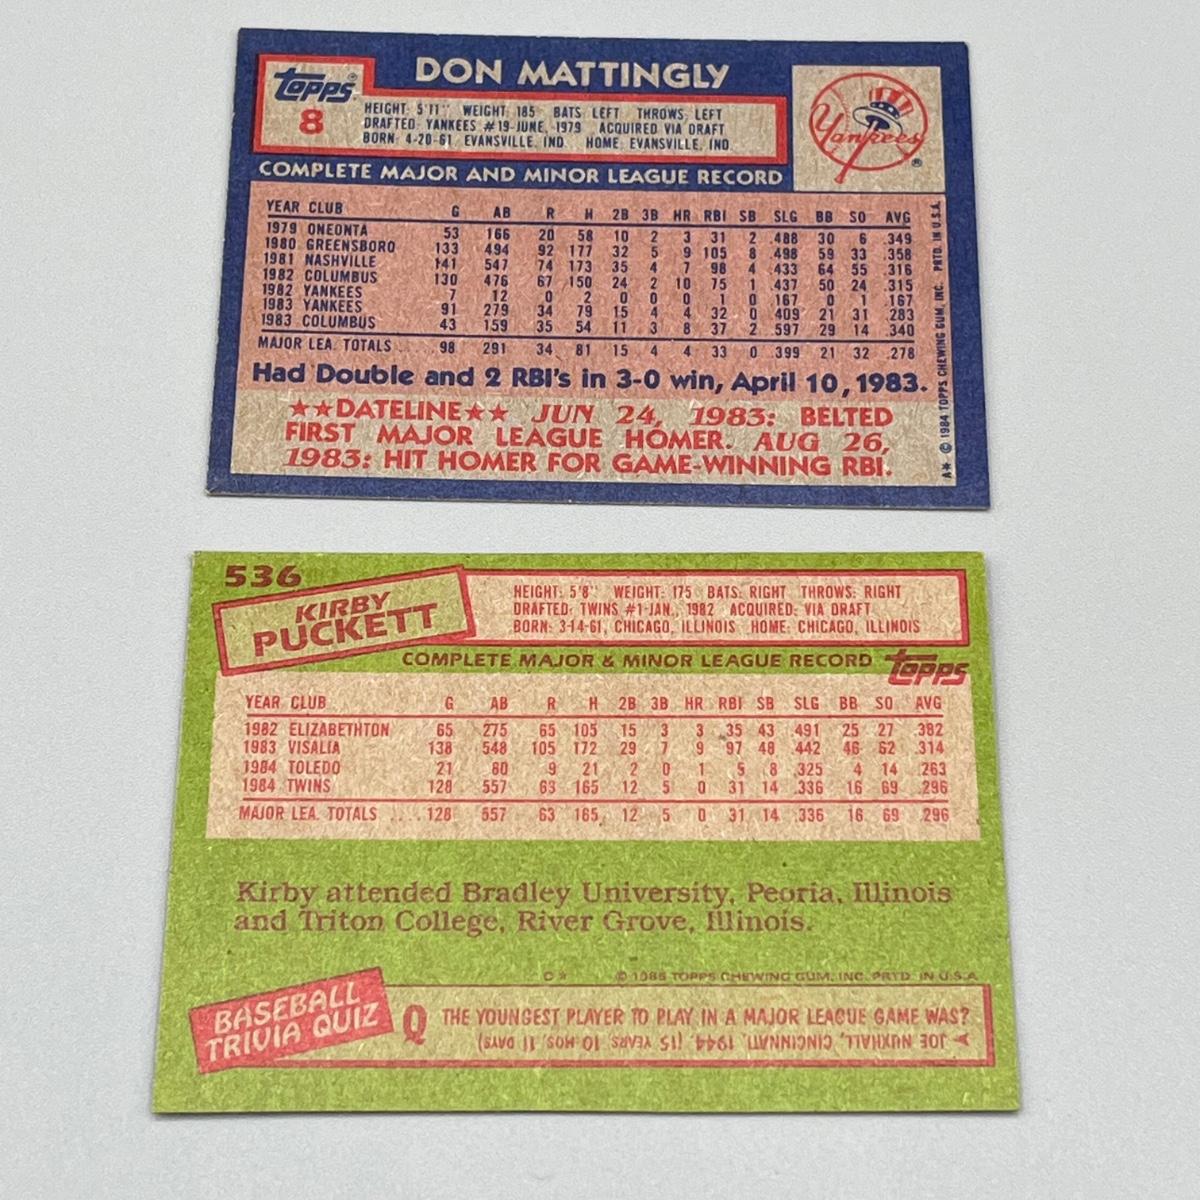 DON MATTINGLY
Topps®
8
HEIGHT: 5'11" WEIGHT: 185 BATS: LEFT THROWS: LEFT
DRAFTED: YANKEES #19-JUNE, 1979 ACQUIRED: VIA DRAFT
BORN: 4-20-61, EVANSVILLE, IND. HOME: EVANSVILLE, IND.
Yankees ®
COMPLETE MAJOR AND MINOR LEAGUE RECORD
YEAR CLUB G AB R H 2B 3B HR RBI SB SLG BB SO AVG
1979 ONEONTA 53 166 20 58 10 2 3 31 2 .488 30 6 .349
1980 GREENSBORO 133 494 92 177 32 5 9 105 8 .498 59 33 .358
1981 NASHVILLE 141 547 74 173 35 4 7 98 4 .433 64 55 .316
1982 COLUMBUS 130 476 67 150 24 2 10 75 1 .437 50 24 .315
1982 YANKEES 7 12 0 2 0 0 0 1 0 .167 0 1 .167
1983 YANKEES 91 279 34 79 15 4 4 32 0 .409 21 31 .283
1983 COLUMBUS 43 159 35 54 11 3 8 37 2 .597 29 14 .340
MAJOR LEA. TOTALS .... 98 291 34 81 15 4 4 33 0 .399 21 32 .278
Had Double and 2 RBI's in 3-0 win, April 10, 1983.
★★DATELINE★★ JUN 24, 1983: BELTED
FIRST MAJOR LEAGUE HOMER. AUG 26,
1983: HIT HOMER FOR GAME-WINNING RBI.
A* © 1984 TOPPS CHEWING GUM, INC. PRTD. IN U.S.A.
536
KIRBY
PUCKETT
HEIGHT: 5'8" WEIGHT: 175 BATS: RIGHT THROWS: RIGHT
DRAFTED: TWINS #1-JAN., 1982 ACQUIRED: VIA DRAFT
BORN: 3-14-61, CHICAGO, ILLINOIS HOME: CHICAGO, ILLINOIS
COMPLETE MAJOR & MINOR LEAGUE RECORD
Topps
YEAR CLUB G AB R H 2B 3B HR RBI SB SLG BB SO AVG
1982 ELIZABETHTON 65 275 65 105 15 3 3 35 43 .491 25 27 .382
1983 VISALIA 138 548 105 172 29 7 9 97 48 .442 46 62 .314
1984 TOLEDO 21 80 9 21 2 0 1 5 8 .325 4 14 .263
1984 TWINS 128 557 63 165 12 5 0 31 14 .336 16 69 .296
MAJOR LEA. TOTALS .... 128 557 63 165 12 5 0 31 14 .336 16 69 .296
Kirby attended Bradley University, Peoria, Illinois
and Triton College, River Grove, Illinois.
C* © 1985 TOPPS CHEWING GUM, INC. PRTD. IN U.S.A.
BASEBALL
TRIVIA QUIZ
Q THE YOUNGEST PLAYER TO PLAY IN A MAJOR LEAGUE GAME WAS?
JOE NUXHALL, CINCINNATI, 1944. (15 YEARS, 10 MOS. 11 DAYS)